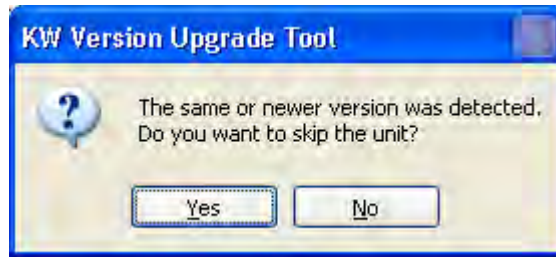 KW Version Upgrade Tool
?
The same or newer version was detected.
Do you want to skip the unit?
Yes
No